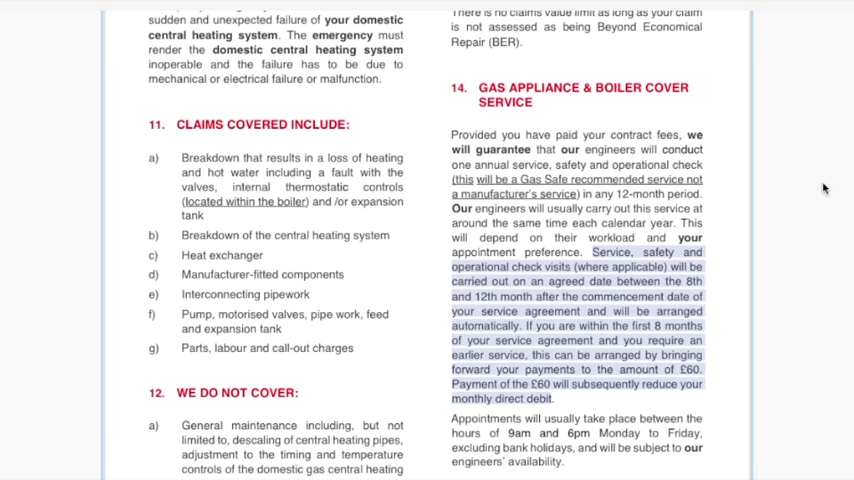 sudden and unexpected failure of your domestic
central heating system. The emergency must
render the domestic central heating system
inoperable and the failure has to be due to
mechanical or electrical failure or malfunction.
11. CLAIMS COVERED INCLUDE:
a) Breakdown that results in a loss of heating
and hot water including a fault with the
valves, internal thermostatic controls
(located within the boiler) and /or expansion
tank
b) Breakdown of the central heating system
c) Heat exchanger
d) Manufacturer-fitted components
e) Interconnecting pipework
f) Pump, motorised valves, pipe work, feed
and expansion tank
g) Parts, labour and call-out charges
12. WE DO NOT COVER:
a) General maintenance including, but not
limited to, descaling of central heating pipes,
adjustment to the timing and temperature
controls of the domestic gas central heating
There is no claims value limit as long as your claim
is not assessed as being Beyond Economical
Repair (BER).
14. GAS APPLIANCE & BOILER COVER
SERVICE
Provided you have paid your contract fees, we
will guarantee that our engineers will conduct
one annual service, safety and operational check
(this will be a Gas Safe recommended service not
a manufacturer's service) in any 12-month period.
Our engineers will usually carry out this service at
around the same time each calendar year. This
will depend on their workload and your
appointment preference. Service, safety and
operational check visits (where applicable) will be
carried out on an agreed date between the 8th
and 12th month after the commencement date of
your service agreement and will be arranged
automatically. If you are within the first 8 months
of your service agreement and you require an
earlier service, this can be arranged by bringing
forward your payments to the amount of £60.
Payment of the £60 will subsequently reduce your
monthly direct debit.
Appointments will usually take place between the
hours of 9am and 6pm Monday to Friday,
excluding bank holidays, and will be subject to our
engineers' availability.